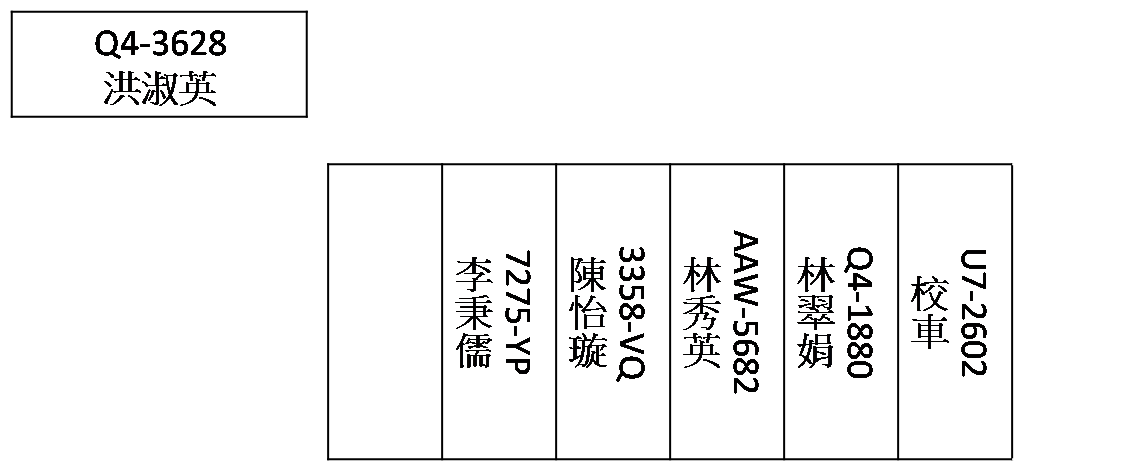 Q4-3628
洪淑英
7275-YP
李秉儒
3358-VQ
陳怡璇
AAW-5682
林秀英
Q4-1880
林翠娟
U7-2602
校車